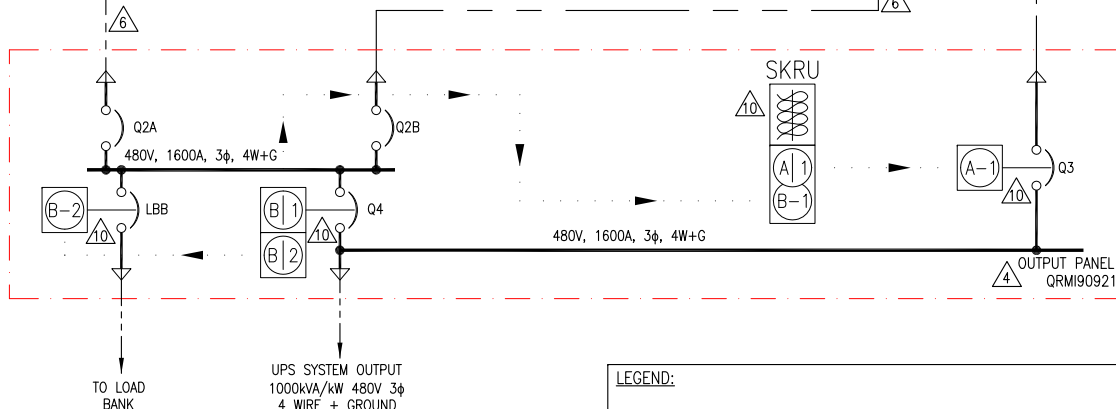 6
6
SKRU
10
Q2A
Q2B
480V, 1600A, 3ϕ, 4W+G
A 1
B-1
A-1
10
Q3
B-2
LBB
10
B 1
10
Q4
B 2
480V, 1600A, 3ϕ, 4W+G
4
OUTPUT PANEL
QRMI90921
TO LOAD
BANK
UPS SYSTEM OUTPUT
1000kVA/kW 480V 3ϕ
4 WIRE + GROUND
LEGEND: